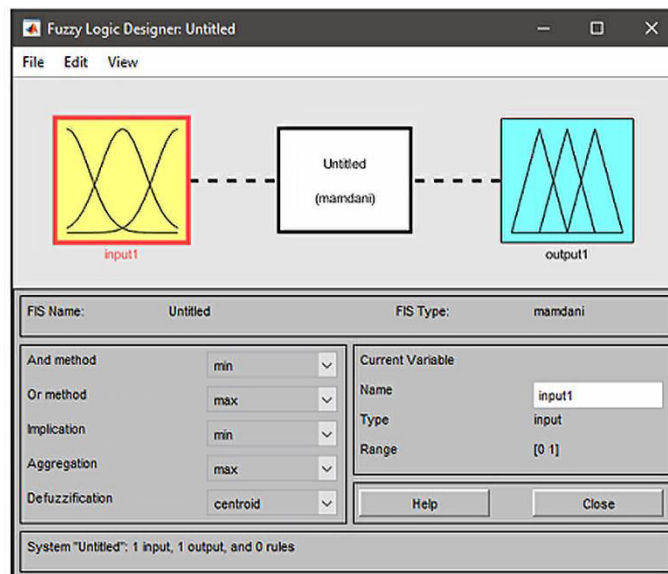 Fuzzy Logic Designer: Untitled
File Edit View
Untitled
(mamdani)
input1
output1
FIS Name: Untitled FIS Type: mamdani
And method min
Or method max
Implication min
Aggregation max
Defuzzification centroid
Current Variable
Name input1
Type input
Range [0 1]
Help Close
System "Untitled": 1 input, 1 output, and 0 rules